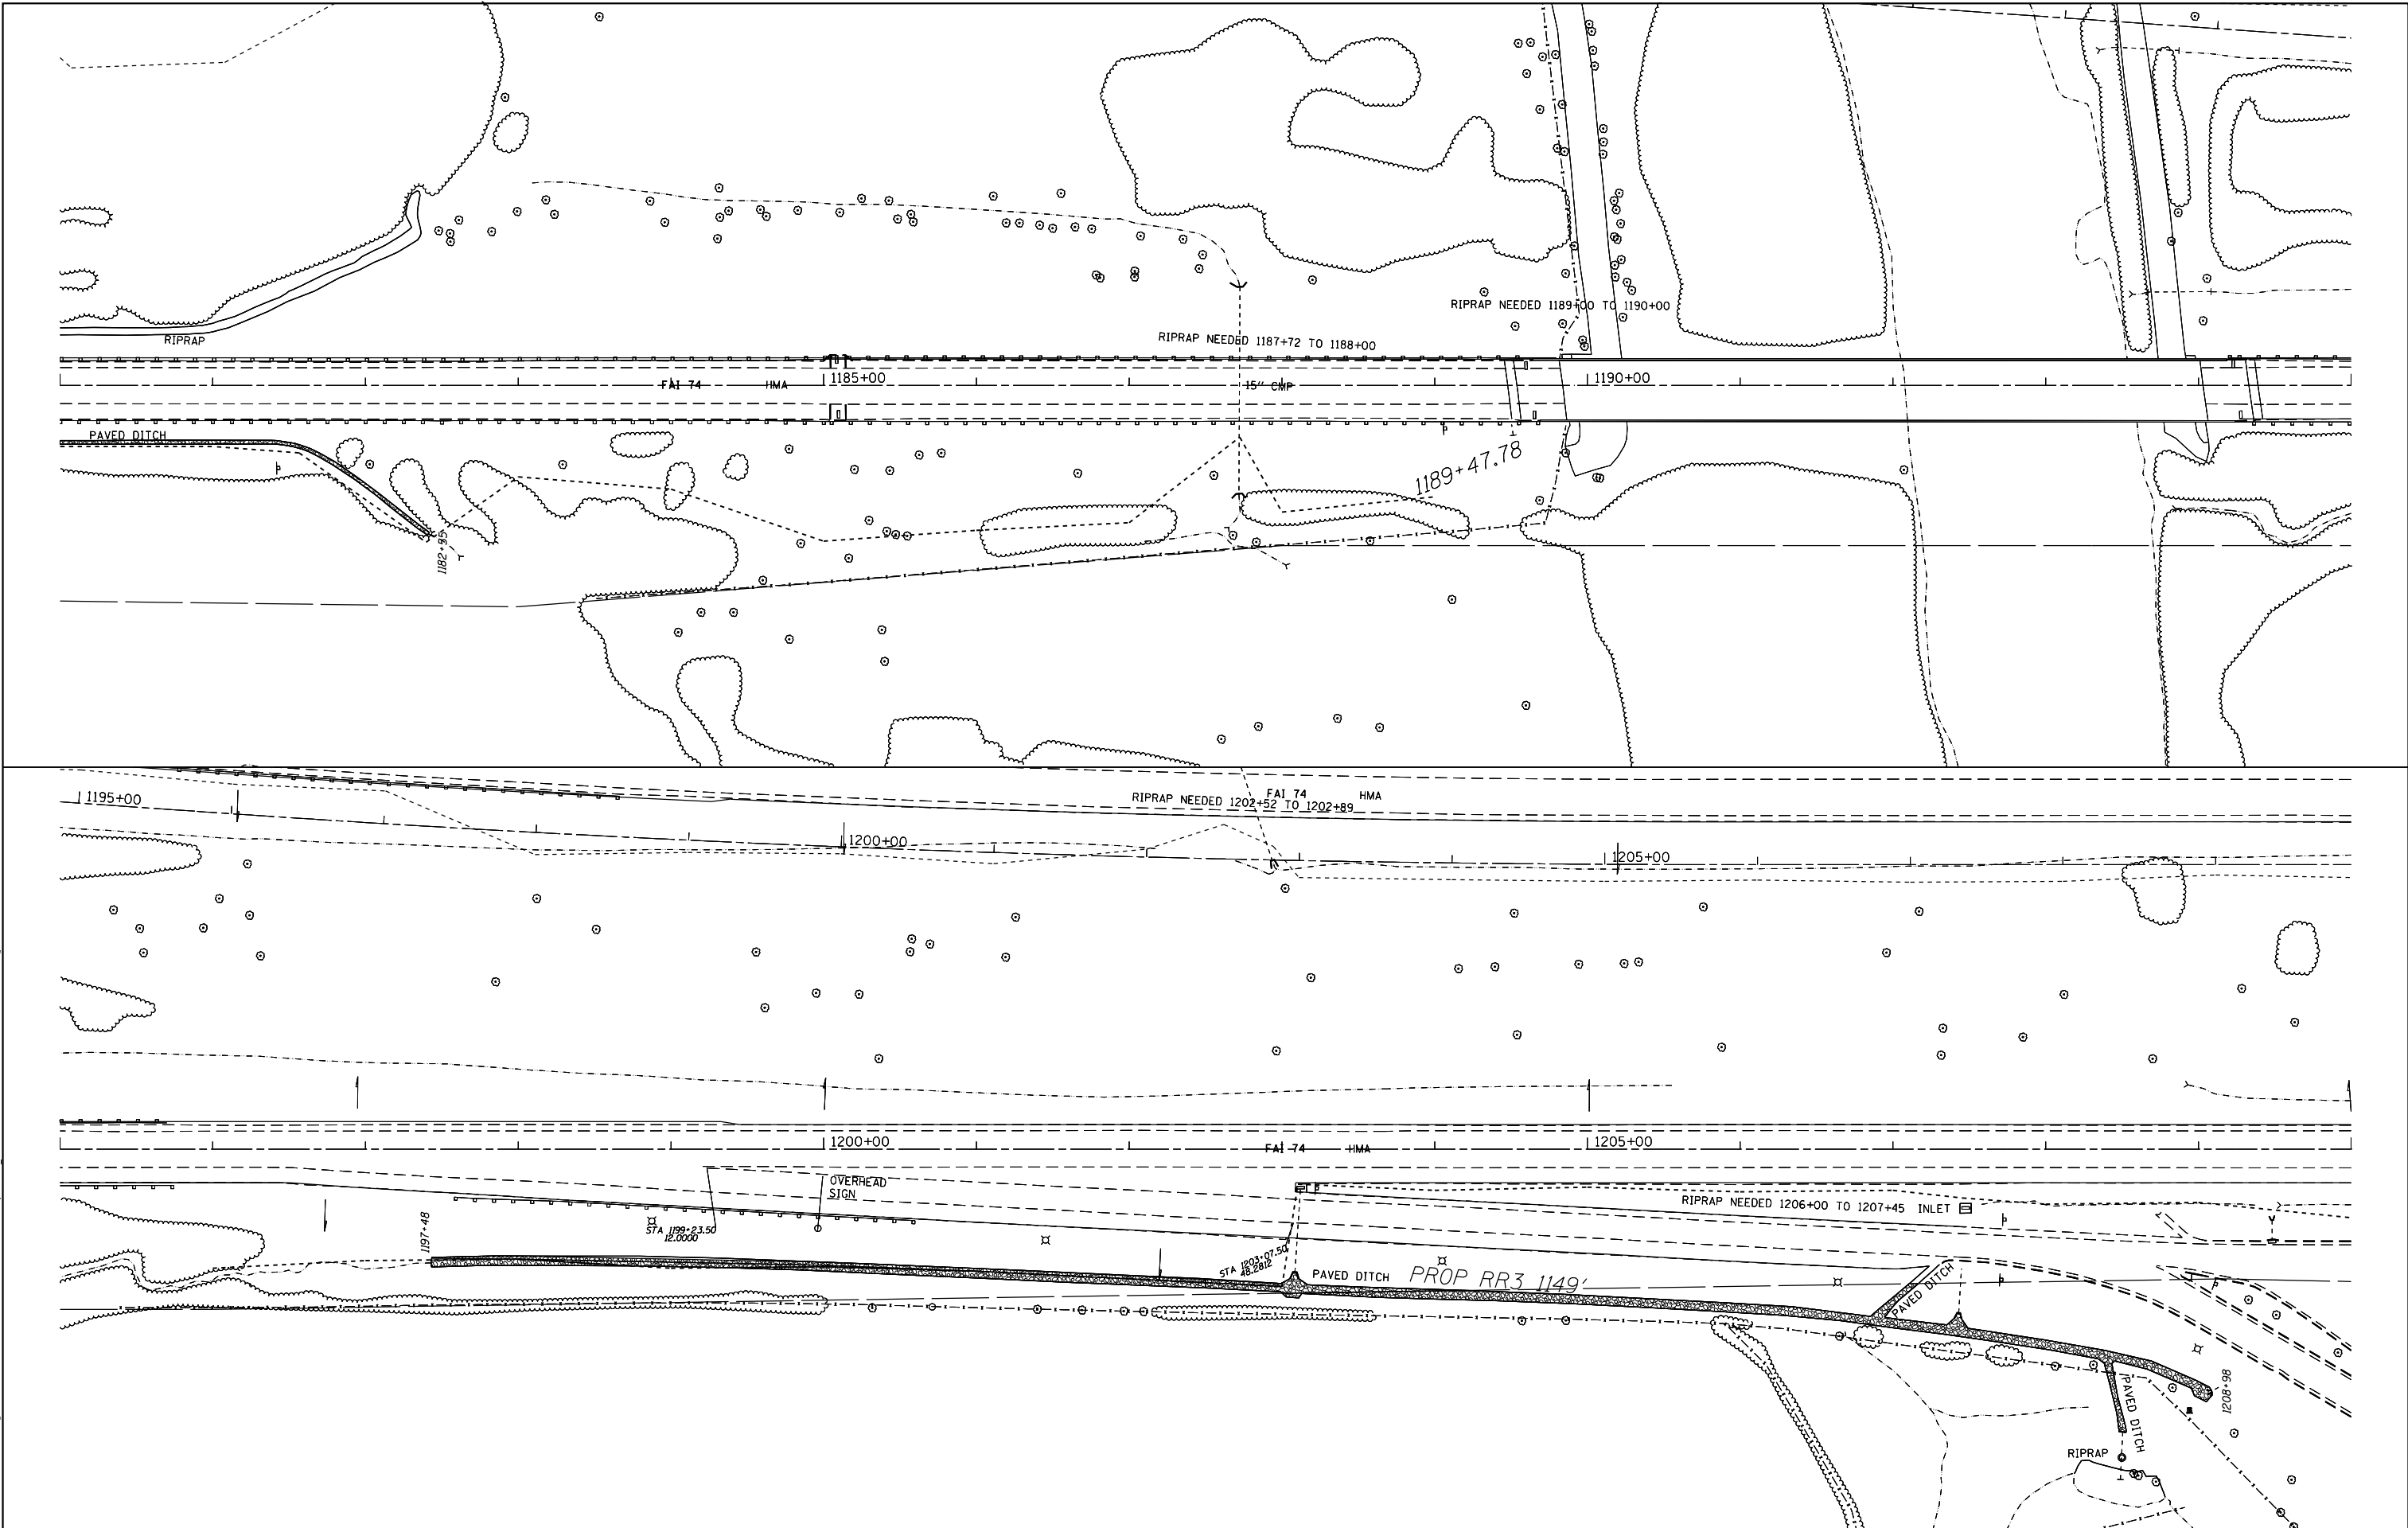 RIPRAP NEEDED 1189+00 TO 1190+00
RIPRAP
RIPRAP NEEDED 1187+72 TO 1188+00
FAI 74 HMA
1185+00
15" CMP
1190+00
PAVED DITCH
1189+47.78
1182+95
1195+00
FAI 74 HMA
RIPRAP NEEDED 1202+52 TO 1202+89
1200+00
1205+00
1200+00
FAI 74 HMA
1205+00
OVERHEAD
SIGN
RIPRAP NEEDED 1206+00 TO 1207+45 INLET
1197+48
STA 1199+23.50
12.0000
STA 1203+07.50
48.2812
PAVED DITCH
PROP RR3 1149'
PAVED DITCH
PAVED DITCH
1208+98
RIPRAP